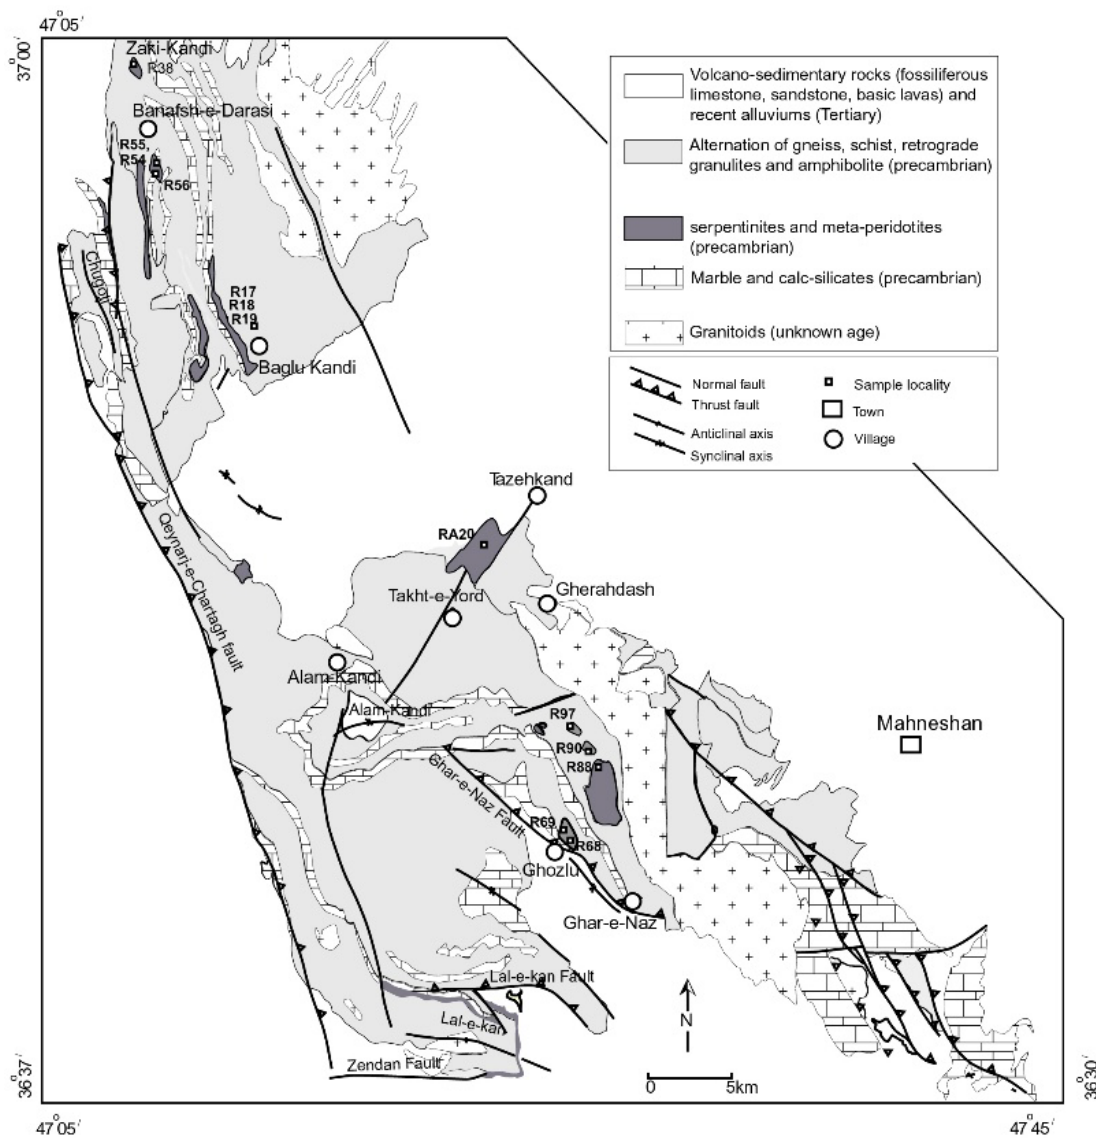 47°05′
37°00′
Zaki-Kandi
R38
Banafsh-e-Darasi
R55,
R54
R56
Chugoji
R17
R18
R19
Baglu Kandi
Volcano-sedimentary rocks (fossiliferous
limestone, sandstone, basic lavas) and
recent alluviums (Tertiary)
Alternation of gneiss, schist, retrograde
granulites and amphibolite (precambrian)
serpentinites and meta-peridotites
(precambrian)
Marble and calc-silicates (precambrian)
Granitoids (unknown age)
Normal fault
Thrust fault
Anticlinal axis
Synclinal axis
Sample locality
Town
Village
Tazehkand
RA20
Qeynarj-e-Chartagh fault
Takht-e-Yord
Gherahdash
Alam-Kandi
Alam-Kandi
R97
R90
R88
Mahneshan
Ghar-e-Naz Fault
R69
R68
Ghozlu
Ghar-e-Naz
Lal-e-kan Fault
Lal-e-kan
Zendan Fault
N
0 5km
36°37′
36°30′
47°05′
47°45′